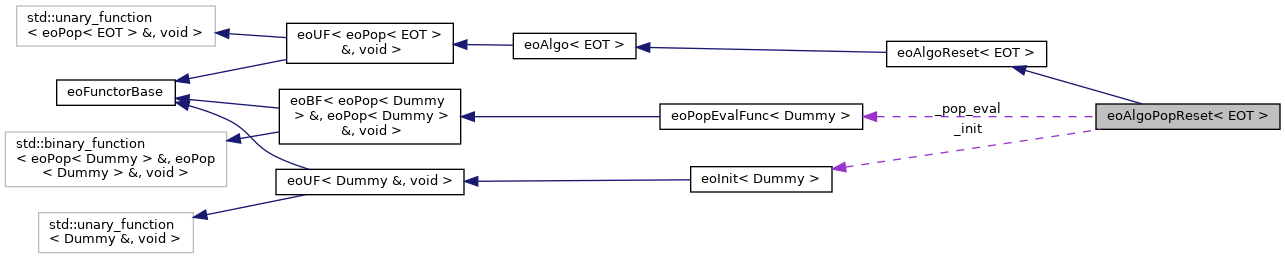 std::unary_function
< eoPop< EOT > &, void >
eoUF< eoPop< EOT >
&, void >
eoAlgo< EOT >
eoAlgoReset< EOT >
eoFunctorBase
eoBF< eoPop< Dummy
> &, eoPop< Dummy >
&, void >
eoPopEvalFunc< Dummy >
_pop_eval
_init
eoAlgoPopReset< EOT >
std::binary_function
< eoPop< Dummy > &, eoPop
< Dummy > &, void >
eoUF< Dummy &, void >
eoInit< Dummy >
std::unary_function
< Dummy &, void >